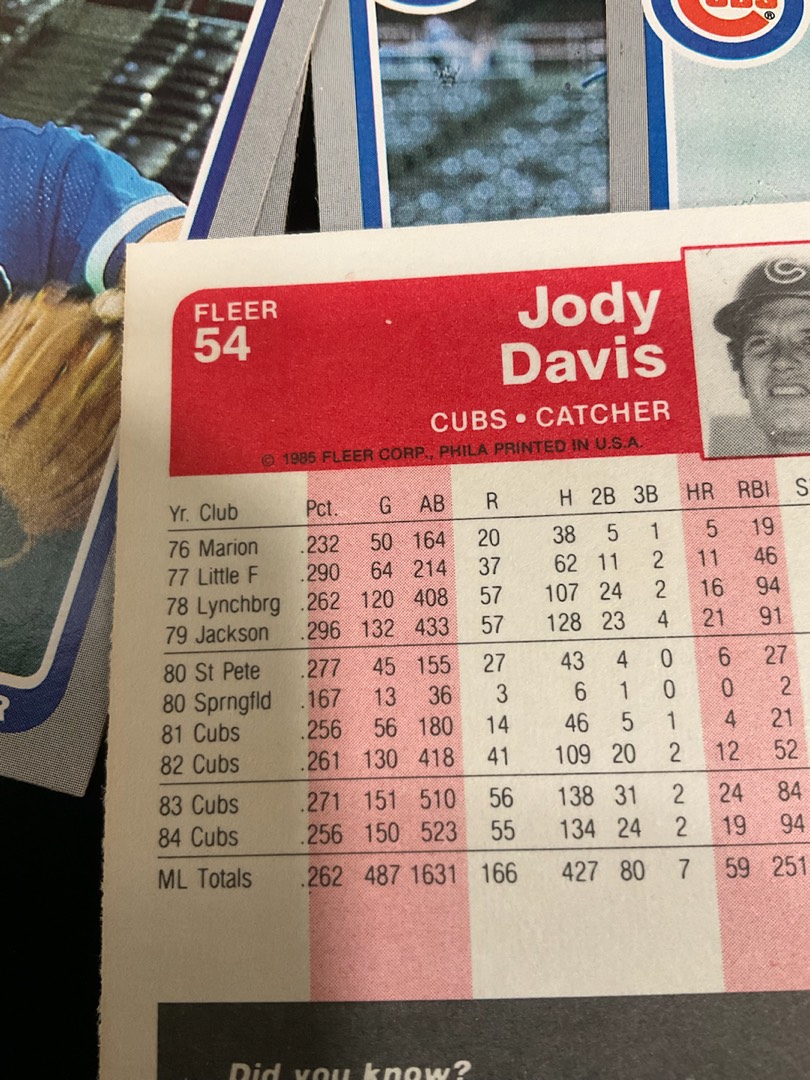 CUBS
®
R
FLEER
54
Jody
Davis
CUBS • CATCHER
© 1985 FLEER CORP., PHILA PRINTED IN U.S.A.
Yr. Club Pct. G AB R H 2B 3B HR RBI
76 Marion .232 50 164 20 38 5 1 5 19
77 Little F .290 64 214 37 62 11 2 11 46
78 Lynchbrg .262 120 408 57 107 24 2 16 94
79 Jackson .296 132 433 57 128 23 4 21 91
80 St Pete .277 45 155 27 43 4 0 6 27
80 Sprngfld .167 13 36 3 6 1 0 0 2
81 Cubs .256 56 180 14 46 5 1 4 21
82 Cubs .261 130 418 41 109 20 2 12 52
83 Cubs .271 151 510 56 138 31 2 24 84
84 Cubs .256 150 523 55 134 24 2 19 94
ML Totals .262 487 1631 166 427 80 7 59 251
Did you know?